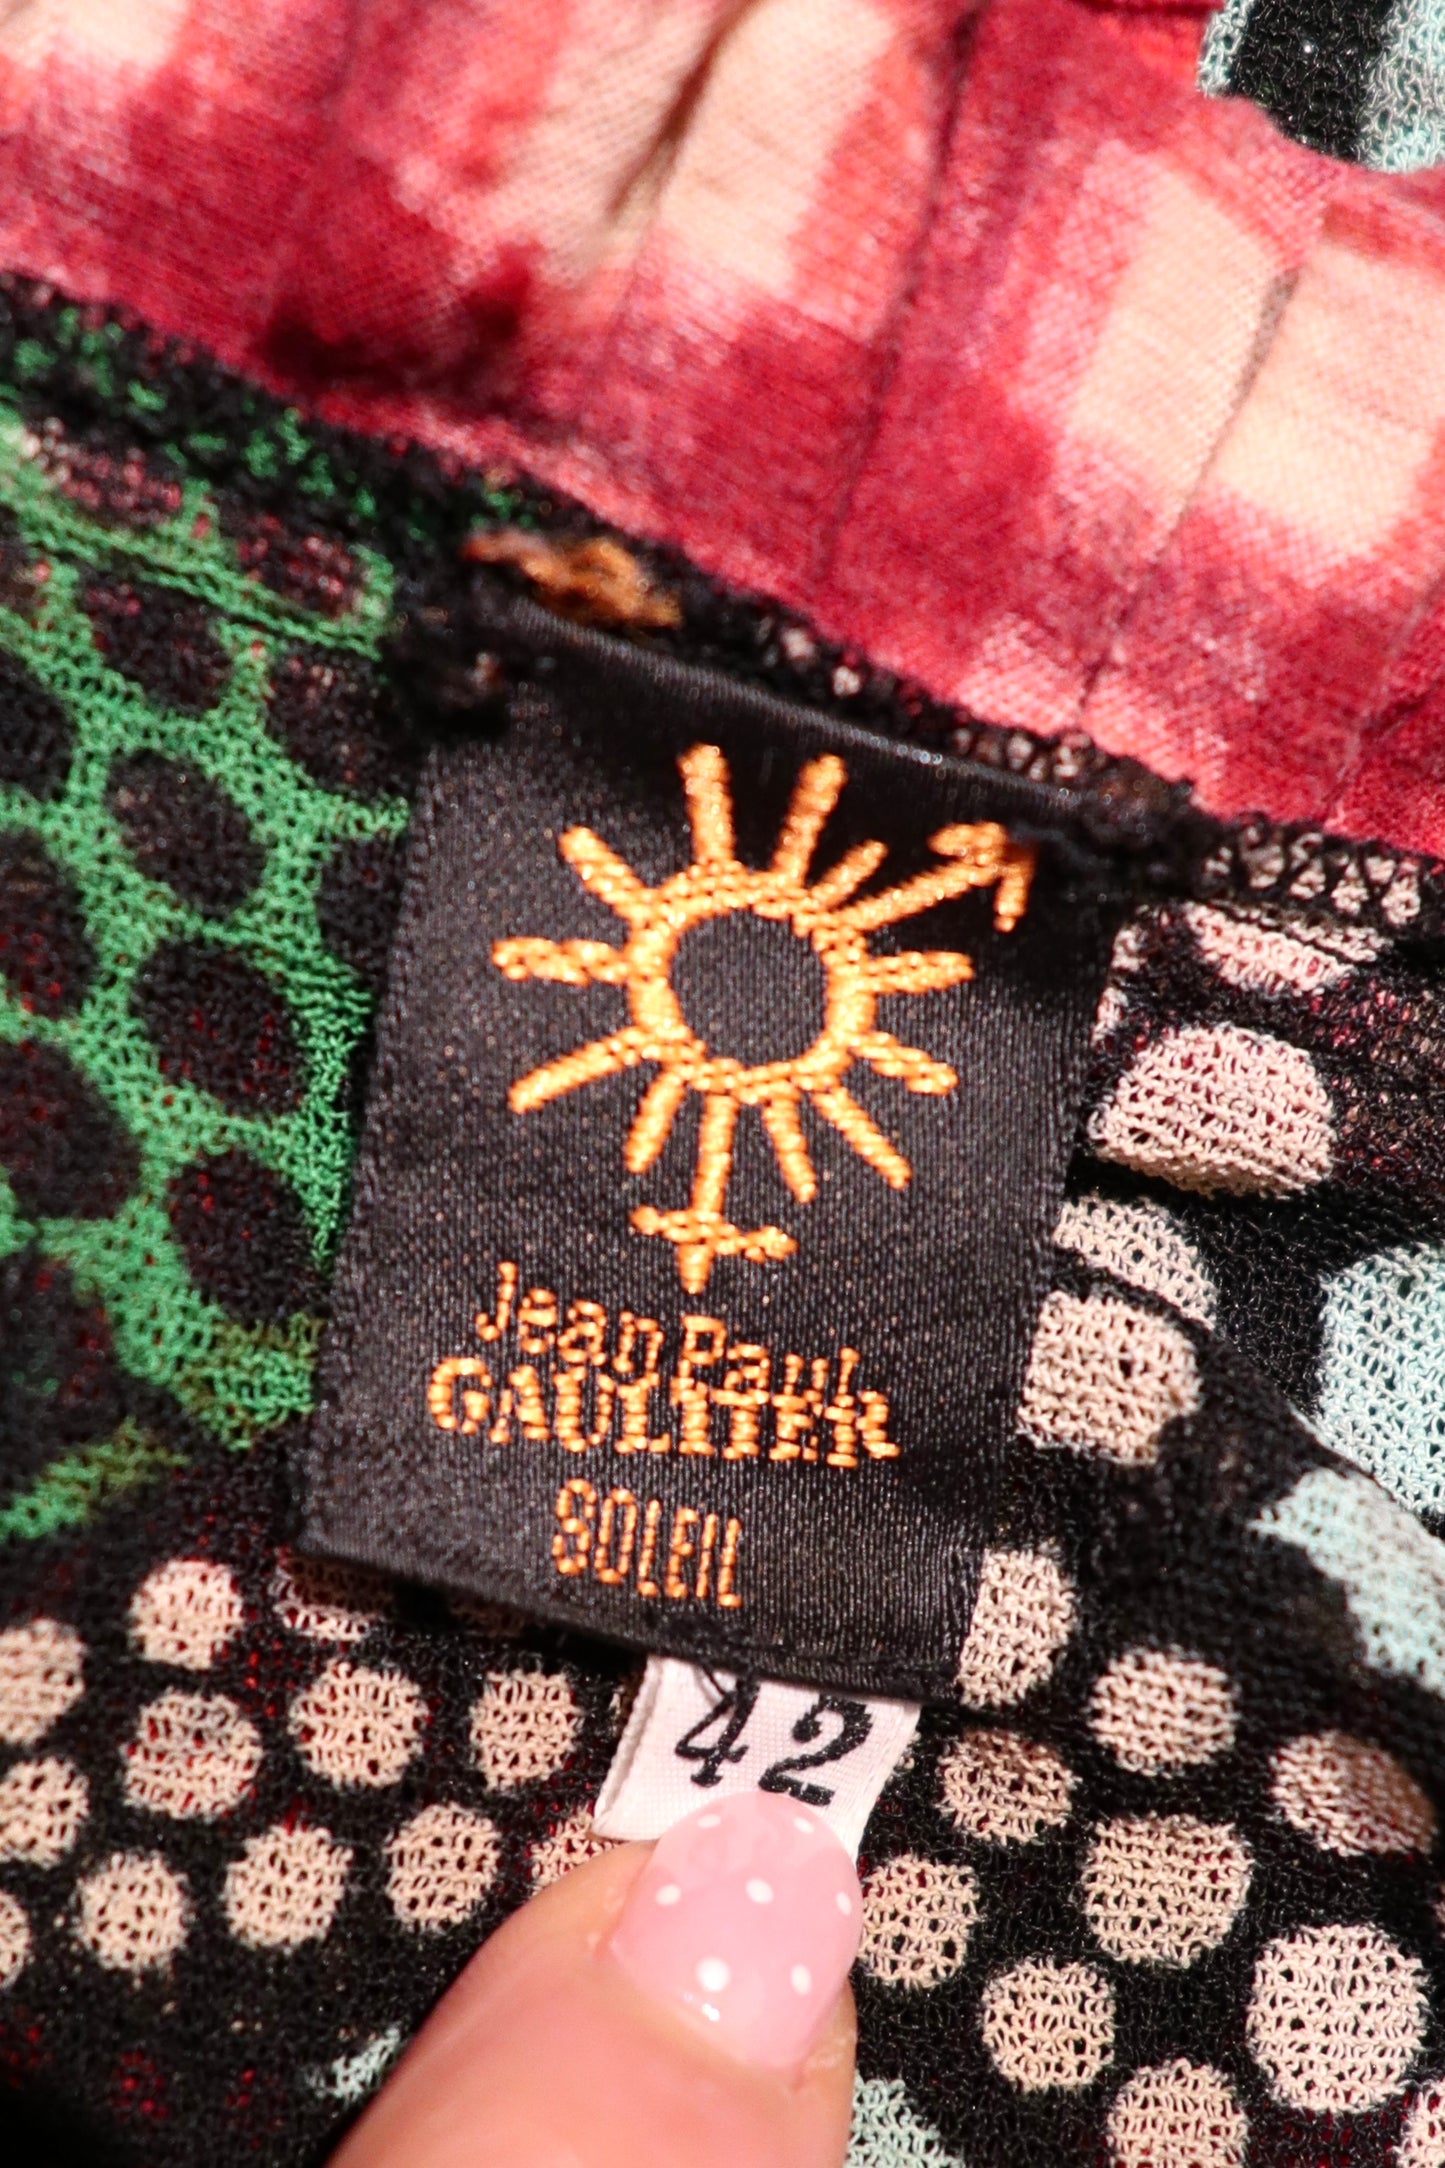 Jean Paul
GAULTIER
SOLEIL
42